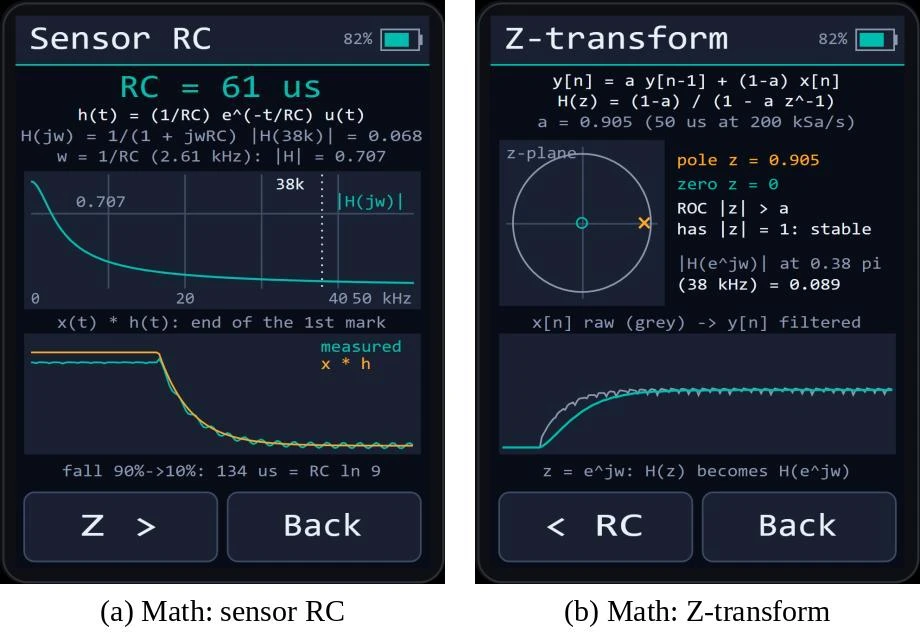 Sensor RC
82%
RC = 61 us
h(t) = (1/RC) e^(-t/RC) u(t)
H(jw) = 1/(1 + jwRC) |H(38k)| = 0.068
w = 1/RC (2.61 kHz): |H| = 0.707
38k
0.707
|H(jw)|
0 20 40 50 kHz
x(t) * h(t): end of the 1st mark
measured
x * h
fall 90%->10%: 134 us = RC ln 9
Z > Back
(a) Math: sensor RC
Z-transform
82%
y[n] = a y[n-1] + (1-a) x[n]
H(z) = (1-a) / (1 - a z^-1)
a = 0.905 (50 us at 200 kSa/s)
z-plane
pole z = 0.905
zero z = 0
ROC |z| > a
has |z| = 1: stable
|H(e^jw)| at 0.38 pi
(38 kHz) = 0.089
x[n] raw (grey) -> y[n] filtered
z = e^jw: H(z) becomes H(e^jw)
< RC Back
(b) Math: Z-transform